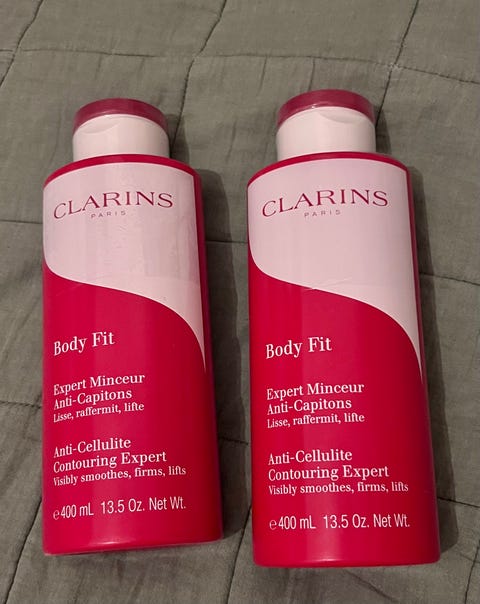 CLARINS
PARIS
Body Fit
Expert Minceur
Anti-Capitons
Lisse, raffermit, lifte
Anti-Cellulite
Contouring Expert
Visibly smoothes, firms, lifts
℮400 mL 13.5 Oz. Net Wt.
CLARINS
PARIS
Body Fit
Expert Minceur
Anti-Capitons
Lisse, raffermit, lifte
Anti-Cellulite
Contouring Expert
Visibly smoothes, firms, lifts
℮400 mL 13.5 Oz. Net Wt.